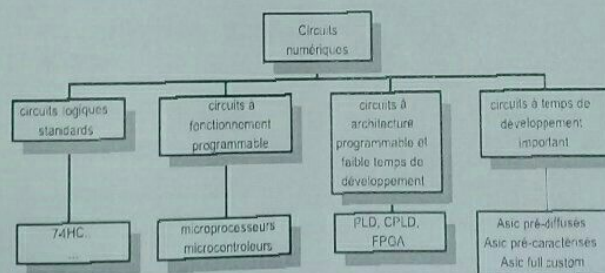 Circuits
numériques
circuits logiques
standards
circuits à
fonctionnement
programmable
circuits à
architecture
programmable et
faible temps de
développement
circuits à temps de
développement
important
74HC...
...
microprocesseurs
microcontroleurs
PLD, CPLD,
FPGA
Asic pré-diffusés
Asic pré-caractérisés
Asic full custom